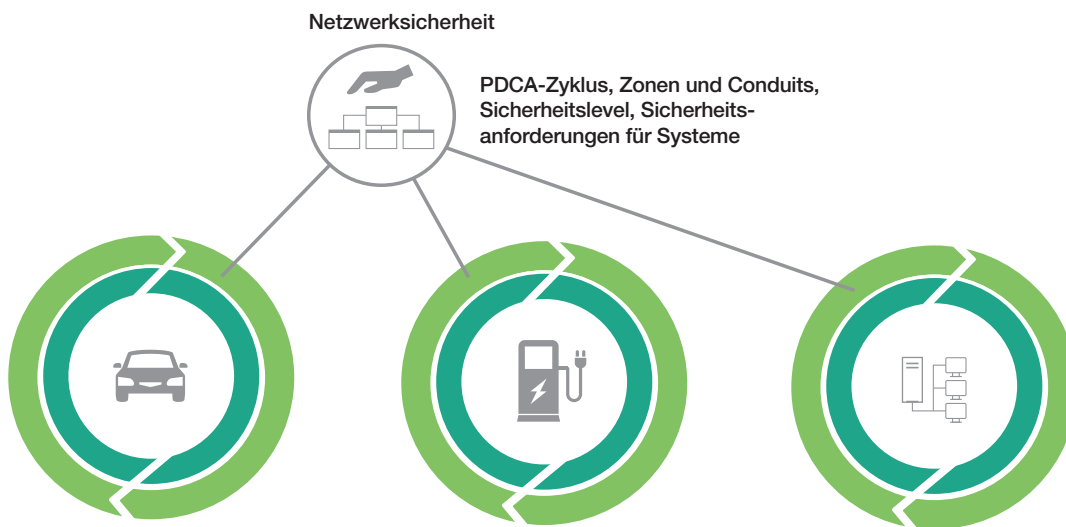 Netzwerksicherheit
PDCA-Zyklus, Zonen und Conduits,
Sicherheitslevel, Sicherheits-
anforderungen für Systeme